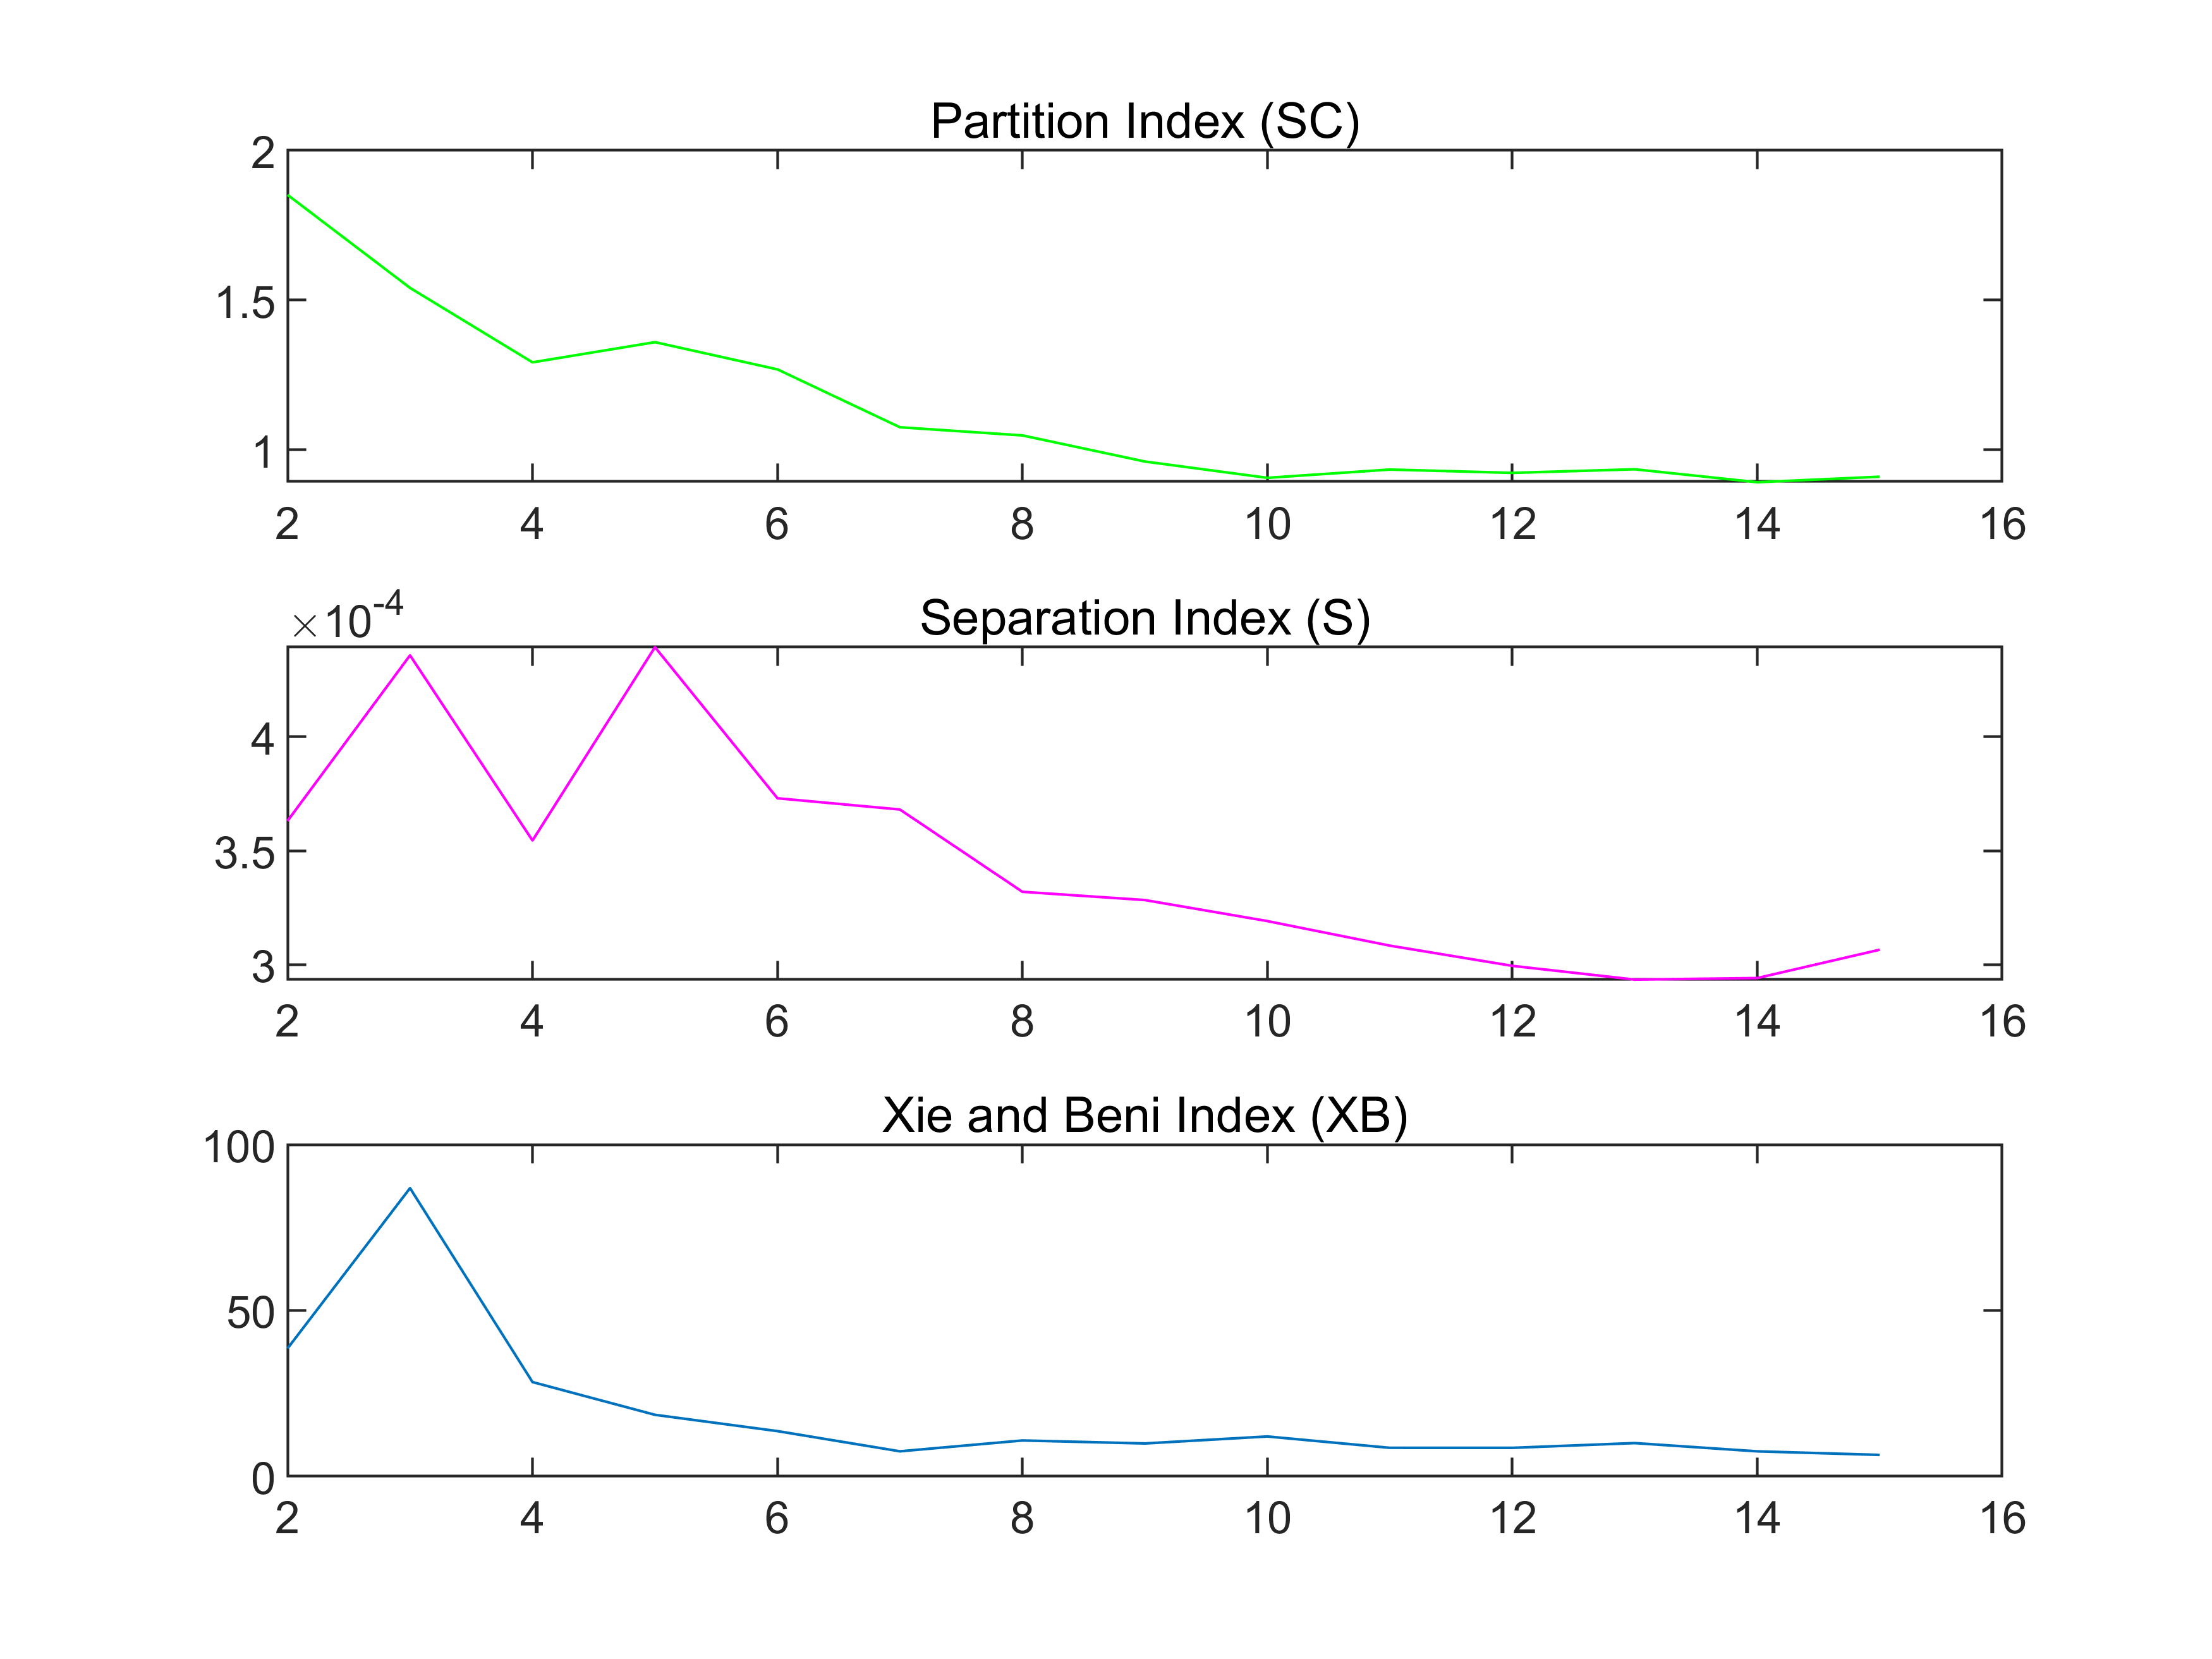 Partition Index (SC)
2
1.5
1
2 4 6 8 10 12 14 16
×10-4
Separation Index (S)
4
3.5
3
2 4 6 8 10 12 14 16
Xie and Beni Index (XB)
100
50
0
2 4 6 8 10 12 14 16